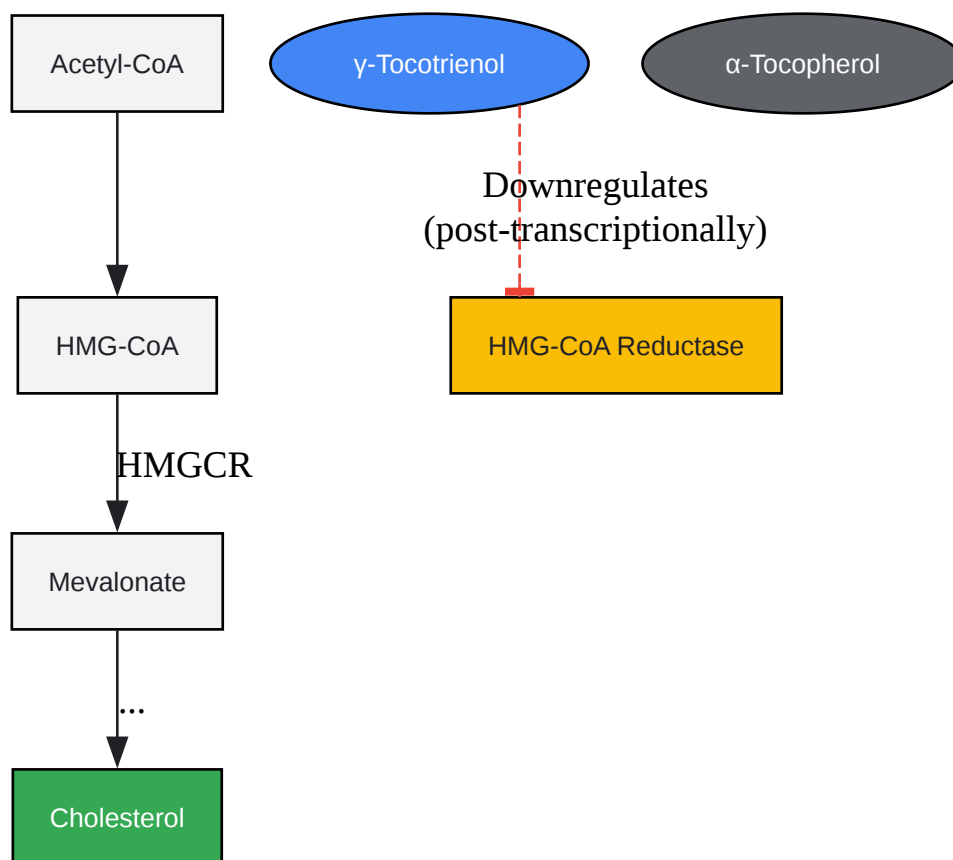 Acetyl-CoA
γ-Tocotrienol
α-Tocopherol
Downregulates
(post-transcriptionally)
HMG-CoA
HMG-CoA Reductase
HMGCR
Mevalonate
...
Cholesterol